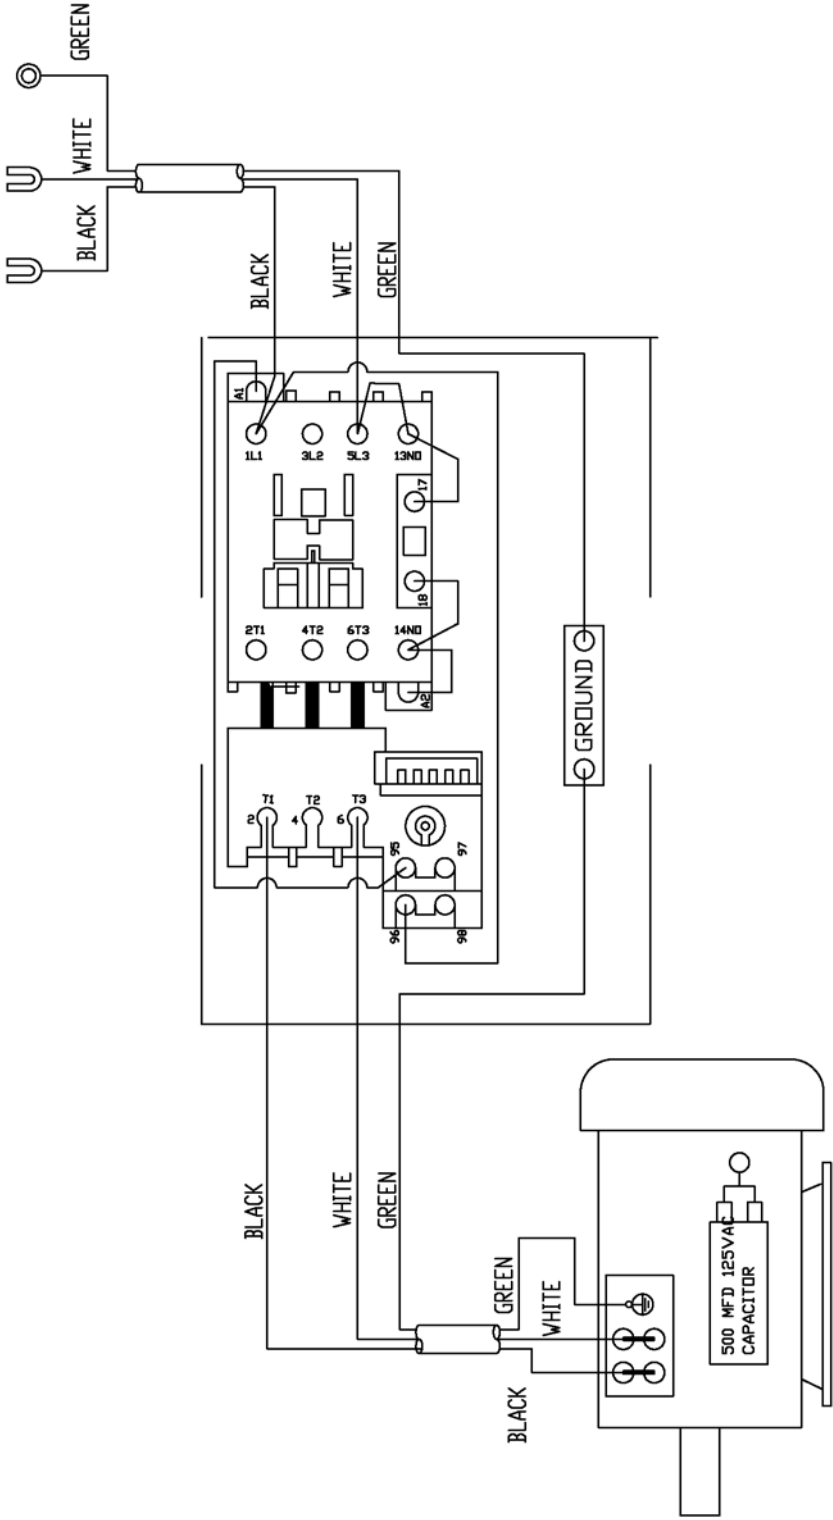 GREEN
WHITE
BLACK
BLACK
WHITE
GREEN
A1
1L1
3L2
5L3
13NO
17
18
2T1
4T2
6T3
14NO
A2
GROUND
T1
T2
T3
2
4
6
95
97
96
98
BLACK
WHITE
GREEN
GREEN
WHITE
BLACK
500 MFD 125VAC
CAPACITOR